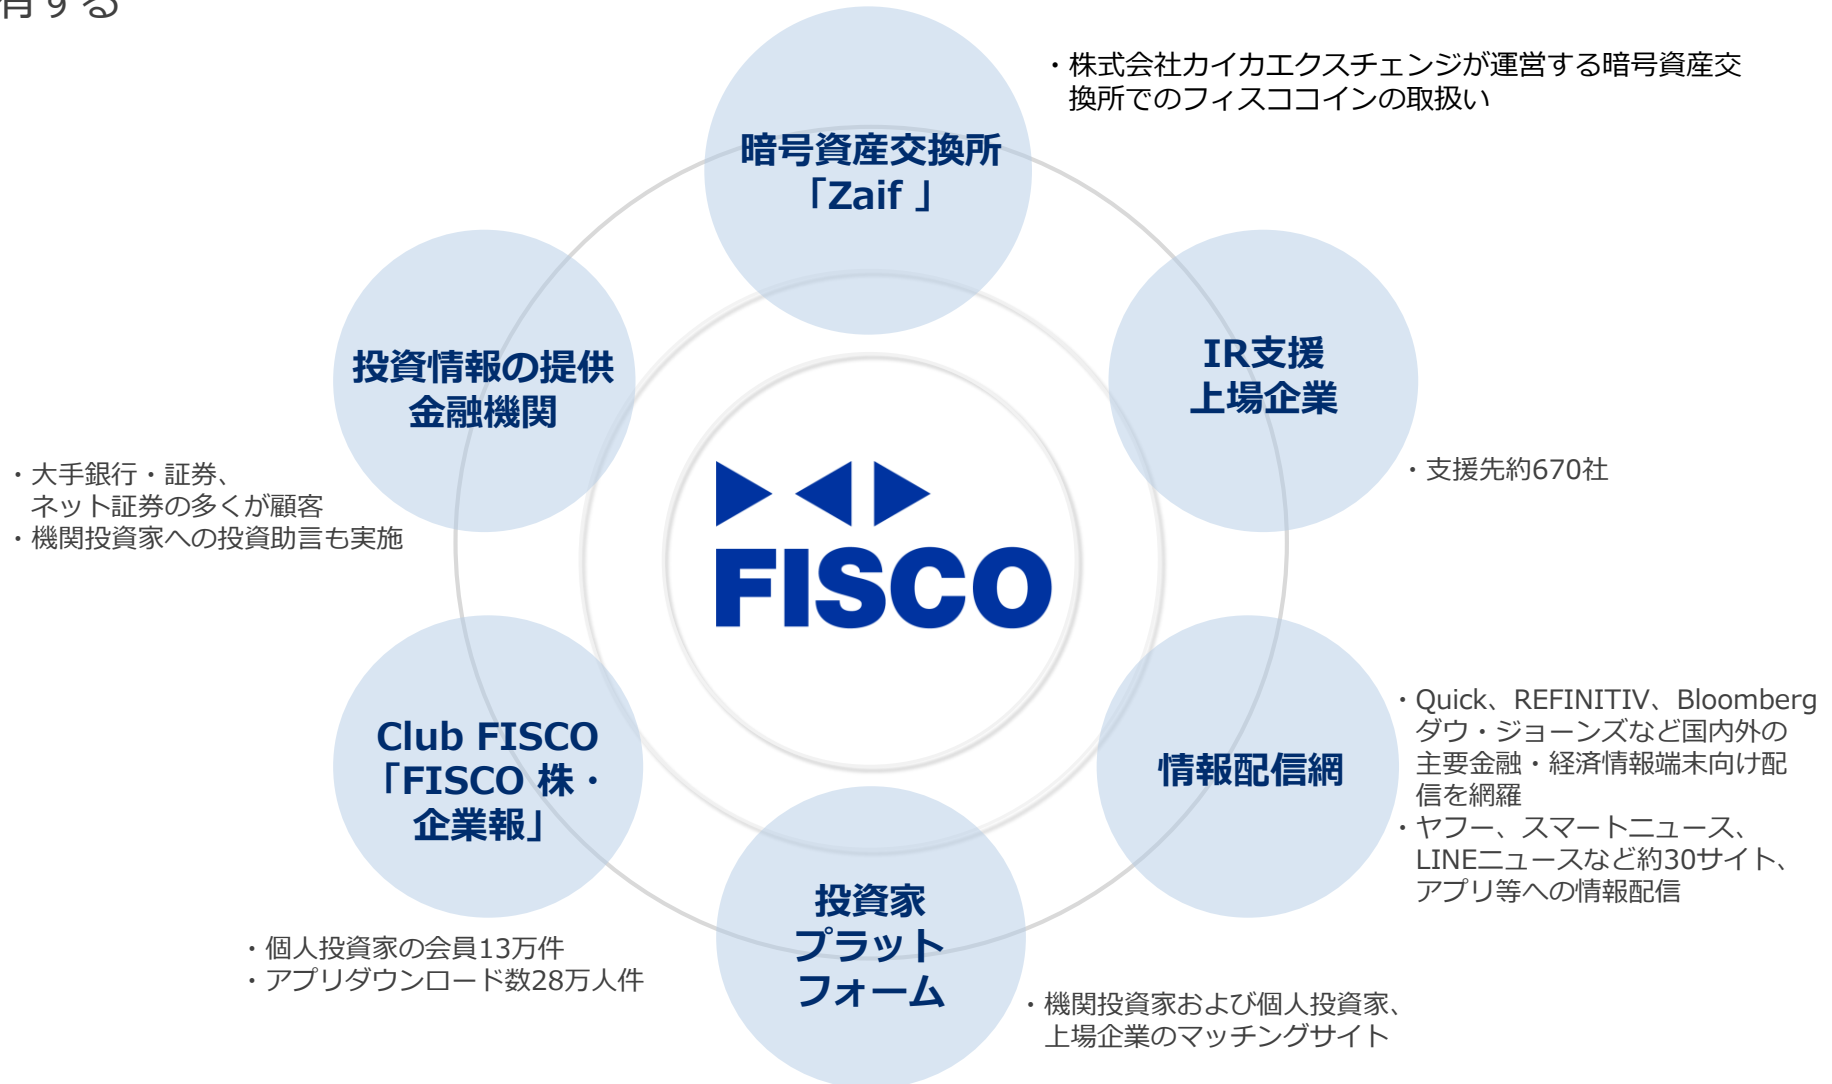 有する
・株式会社カイカエクスチェンジが運営する暗号資産交
換所でのフィスココインの取扱い
暗号資産交換所
「Zaif 」
投資情報の提供
金融機関
IR支援
上場企業
・大手銀行・証券、
ネット証券の多くが顧客
・機関投資家への投資助言も実施
・支援先約670社
FISCO
Club FISCO
「FISCO 株・
企業報」
情報配信網
・Quick、REFINITIV、Bloomberg
ダウ・ジョーンズなど国内外の
主要金融・経済情報端末向け配
信を網羅
・ヤフー、スマートニュース、
LINEニュースなど約30サイト、
アプリ等への情報配信
・個人投資家の会員13万件
・アプリダウンロード数28万人件
投資家
プラット
フォーム
・機関投資家および個人投資家、
上場企業のマッチングサイト